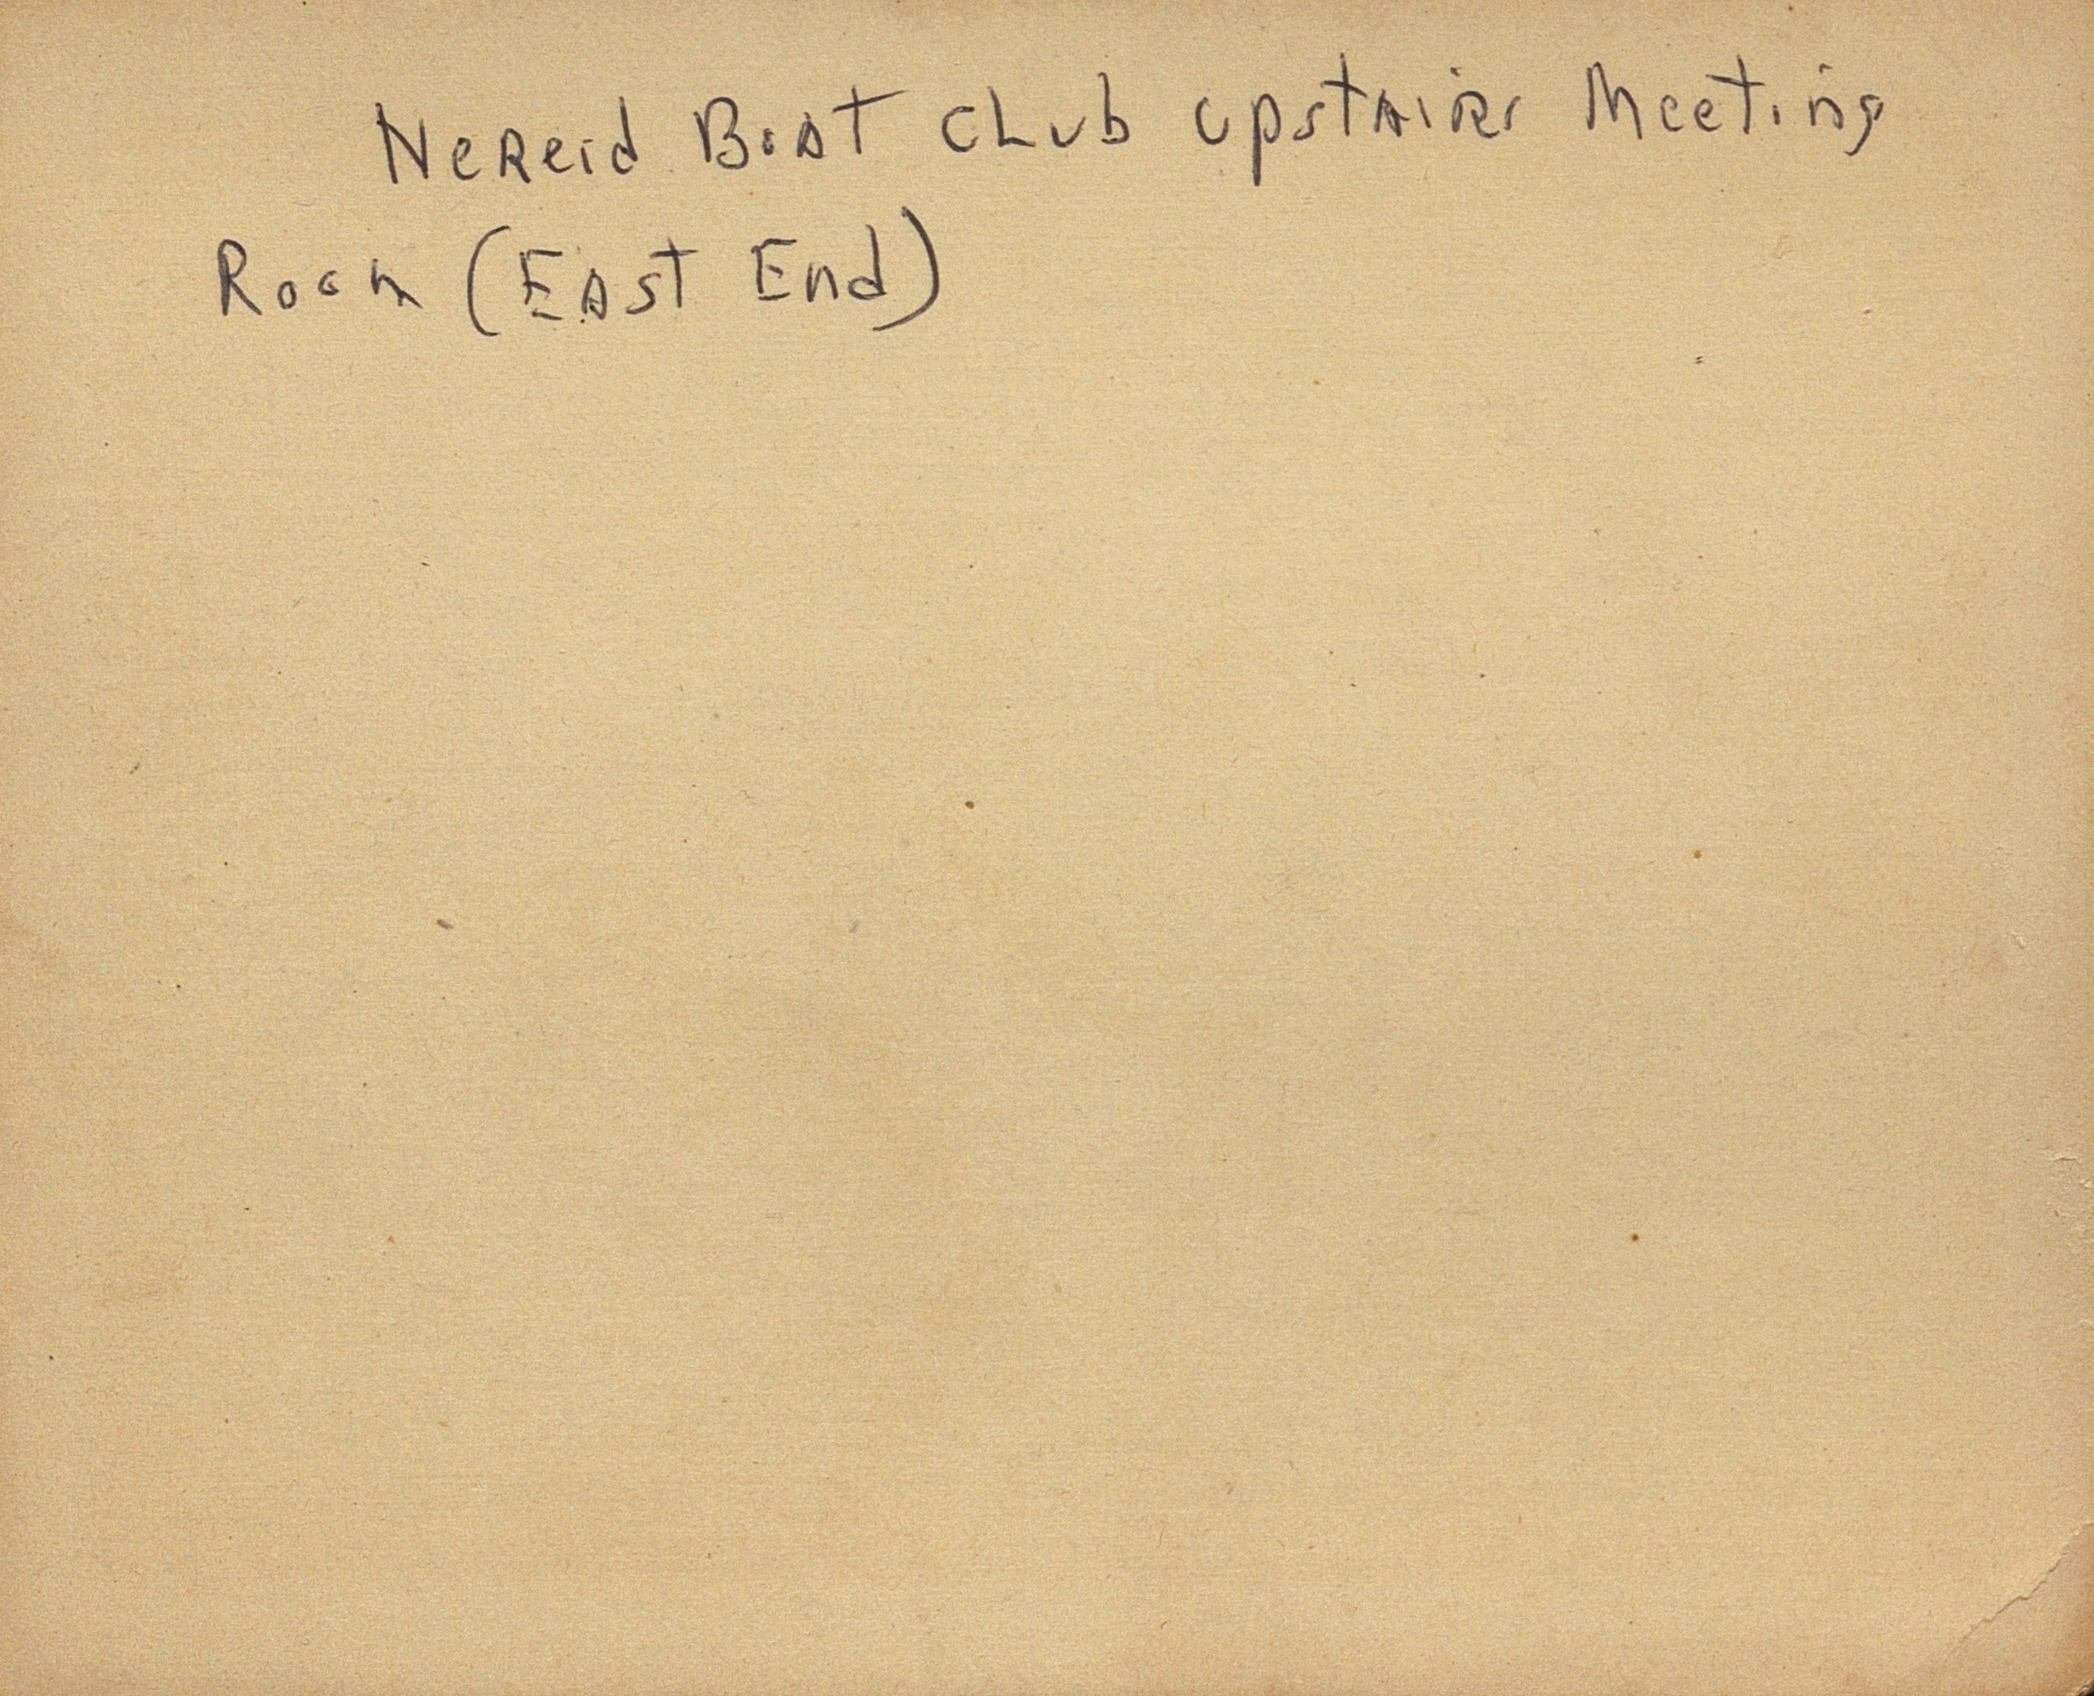 Nereid Boat Club upstairs Meeting
Room (East End)